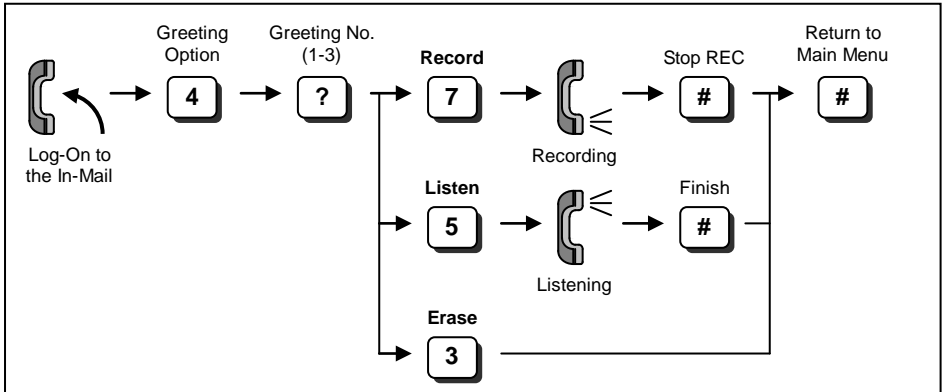 Greeting
Option
Greeting No.
(1-3)
Record
Stop REC
Return to
Main Menu
4
?
7
#
#
Log-On to
the In-Mail
Recording
Listen
Finish
5
#
Listening
Erase
3